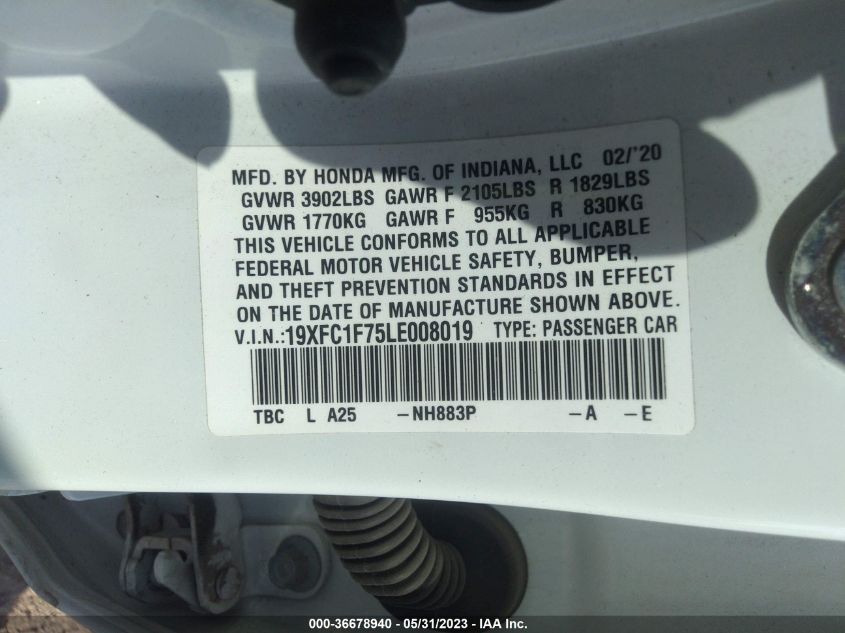 MFD. BY HONDA MFG. OF INDIANA, LLC 02/'20
GVWR 3902LBS GAWR F 2105LBS R 1829LBS
GVWR 1770KG GAWR F 955KG R 830KG
THIS VEHICLE CONFORMS TO ALL APPLICABLE
FEDERAL MOTOR VEHICLE SAFETY, BUMPER,
AND THEFT PREVENTION STANDARDS IN EFFECT
ON THE DATE OF MANUFACTURE SHOWN ABOVE.
V.I.N.:19XFC1F75LE008019 TYPE: PASSENGER CAR
TBC L A25 -NH883P -A -E
000-36678940 - 05/31/2023 - IAA Inc.